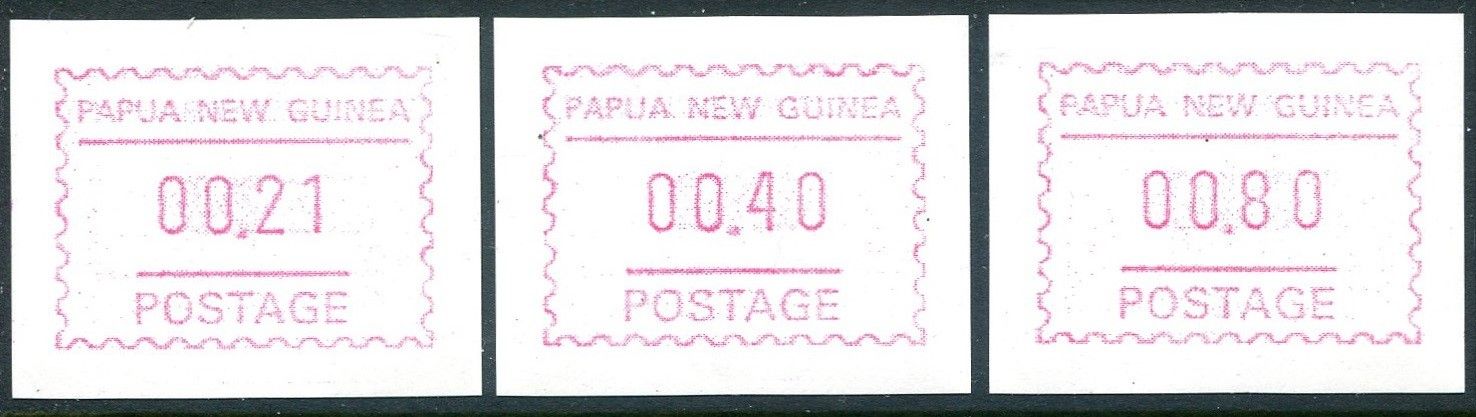 PAPUA NEW GUINEA
00.21
POSTAGE
PAPUA NEW GUINEA
00.40
POSTAGE
PAPUA NEW GUINEA
00.80
POSTAGE